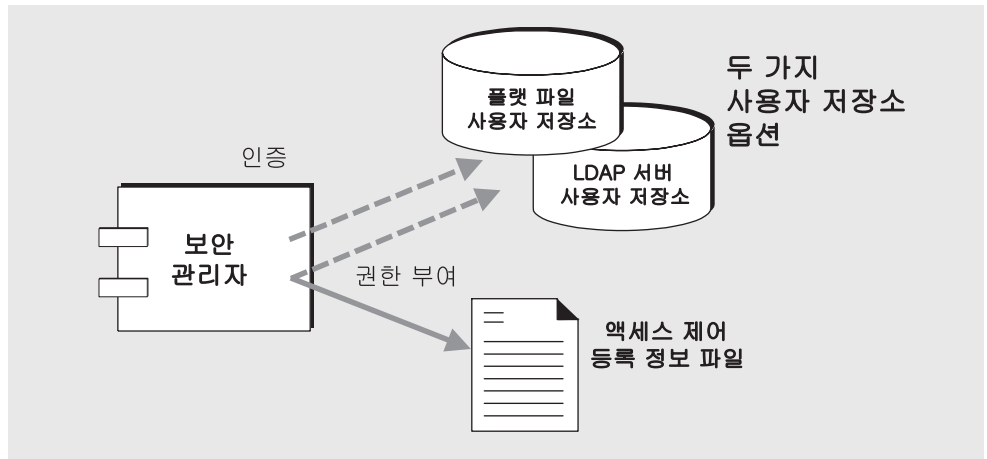 플랫 파일
사용자 저장소
두 가지
사용자 저장소
옵션
인증
LDAP 서버
사용자 저장소
보안
관리자
권한 부여
액세스 제어
등록 정보 파일